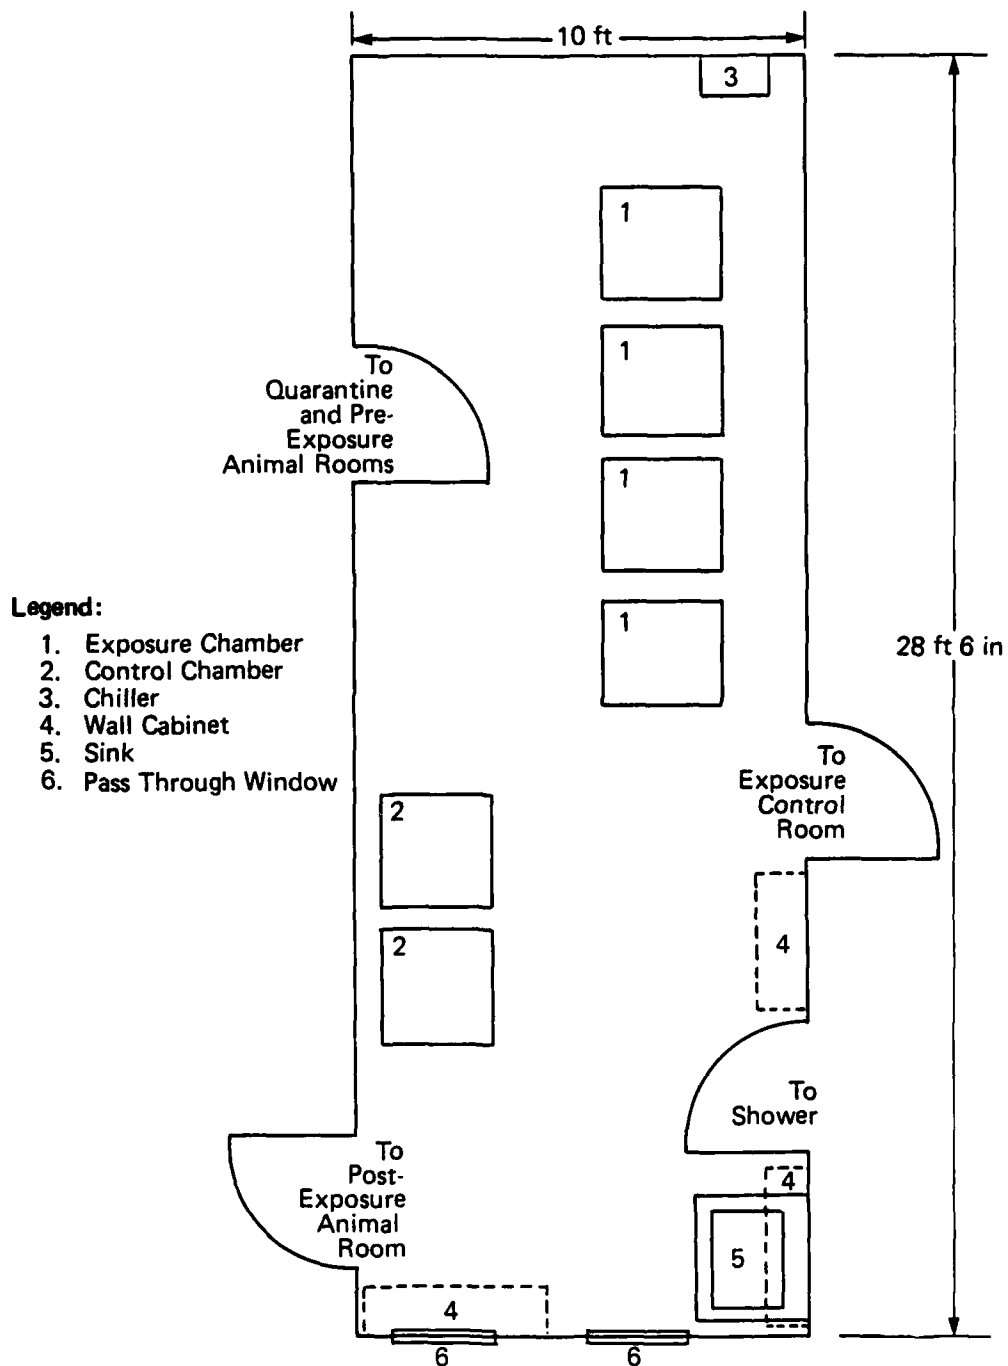 10 ft
3
1
1
1
1
To
Quarantine
and Pre-
Exposure
Animal Rooms
Legend:
1. Exposure Chamber
2. Control Chamber
3. Chiller
4. Wall Cabinet
5. Sink
6. Pass Through Window
28 ft 6 in
To
Exposure
Control
Room
2
2
4
To
Shower
To
Post-
Exposure
Animal
Room
4
5
4
6
6